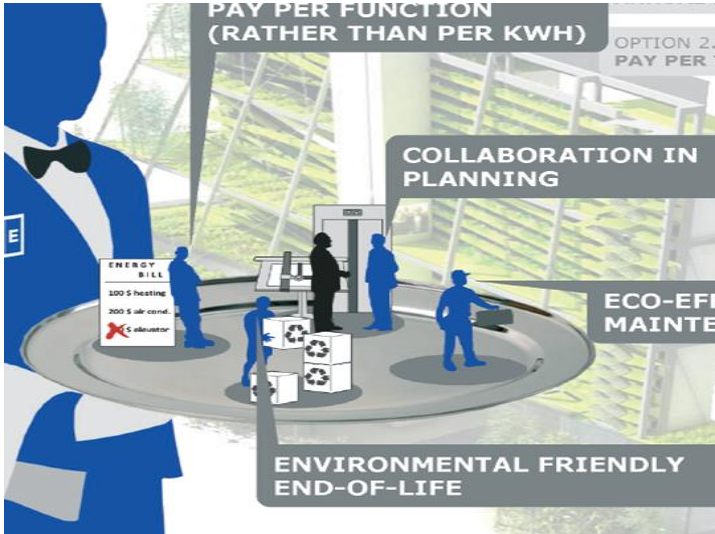 PAY PER FUNCTION
(RATHER THAN PER KWH)
OPTION 2.
PAY PER
COLLABORATION IN
PLANNING
E
ENERGY
BILL
100 $ heating
200 $ air cond.
$ elevator
ECO-EF
MAINTE
ENVIRONMENTAL FRIENDLY
END-OF-LIFE